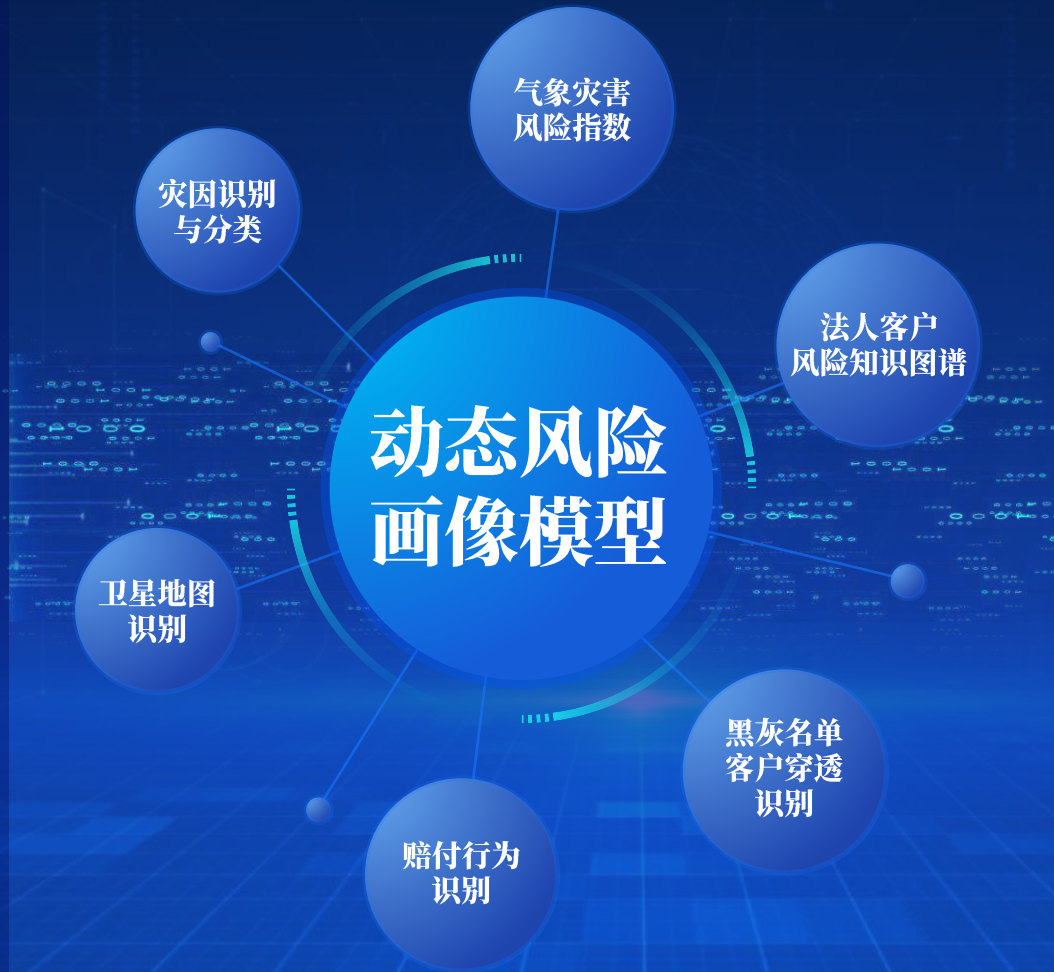 气象灾害
风险指数
灾因识别
与分类
法人客户
风险知识图谱
动态风险
画像模型
卫星地图
识别
黑灰名单
客户穿透
识别
赔付行为
识别